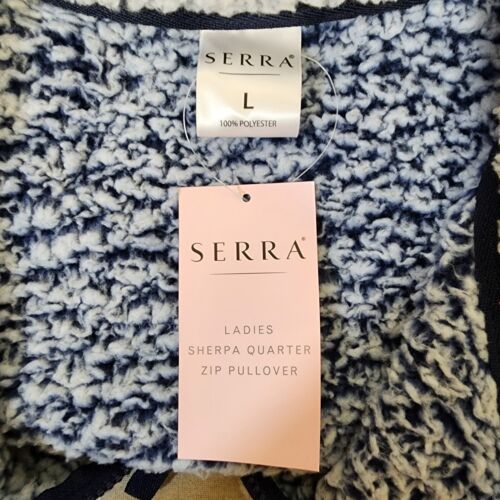 SERRA®
L
100% POLYESTER
SERRA®
LADIES
SHERPA QUARTER
ZIP PULLOVER